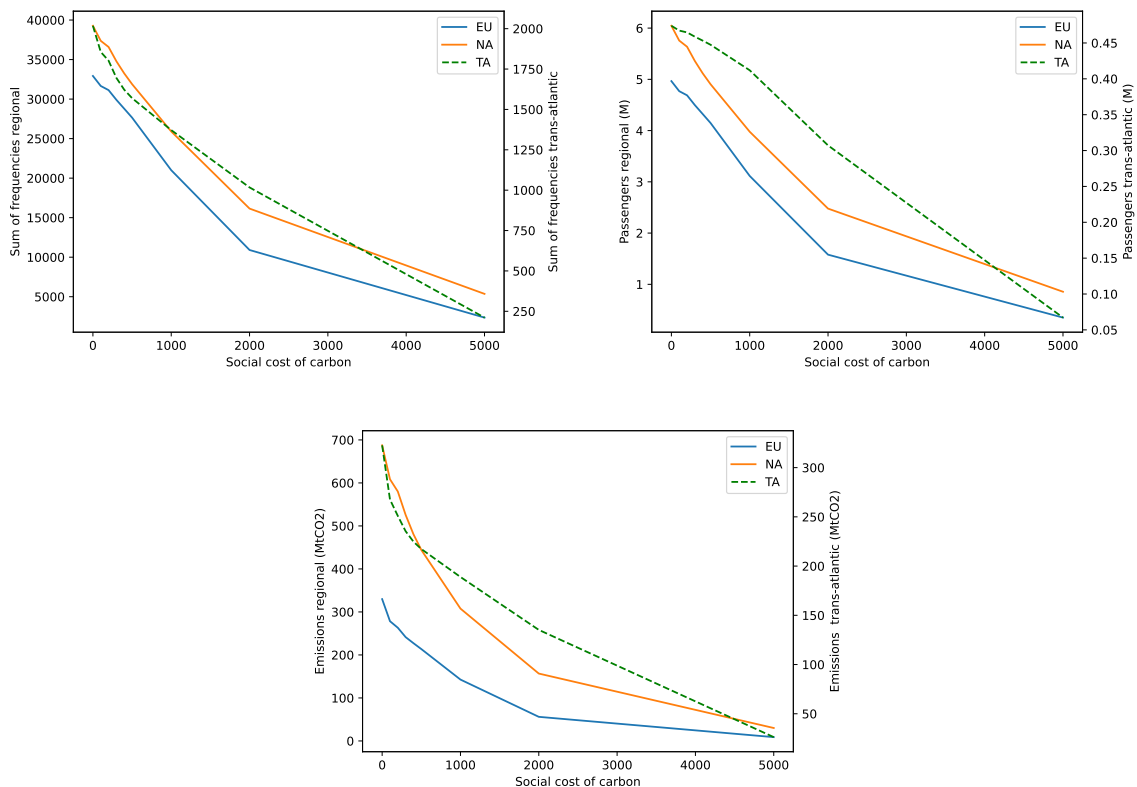 40000
35000
30000
25000
20000
15000
10000
5000
Sum of frequencies regional
0 1000 2000 3000 4000 5000
Social cost of carbon
2000
1750
1500
1250
1000
750
500
250
Sum of frequencies trans-atlantic
EU
NA
TA
6
5
4
3
2
1
Passengers regional (M)
0 1000 2000 3000 4000 5000
Social cost of carbon
0.45
0.40
0.35
0.30
0.25
0.20
0.15
0.10
0.05
Passengers trans-atlantic (M)
EU
NA
TA
700
600
500
400
300
200
100
0
Emissions regional (MtCO2)
0 1000 2000 3000 4000 5000
Social cost of carbon
300
250
200
150
100
50
Emissions  trans-atlantic (MtCO2)
EU
NA
TA